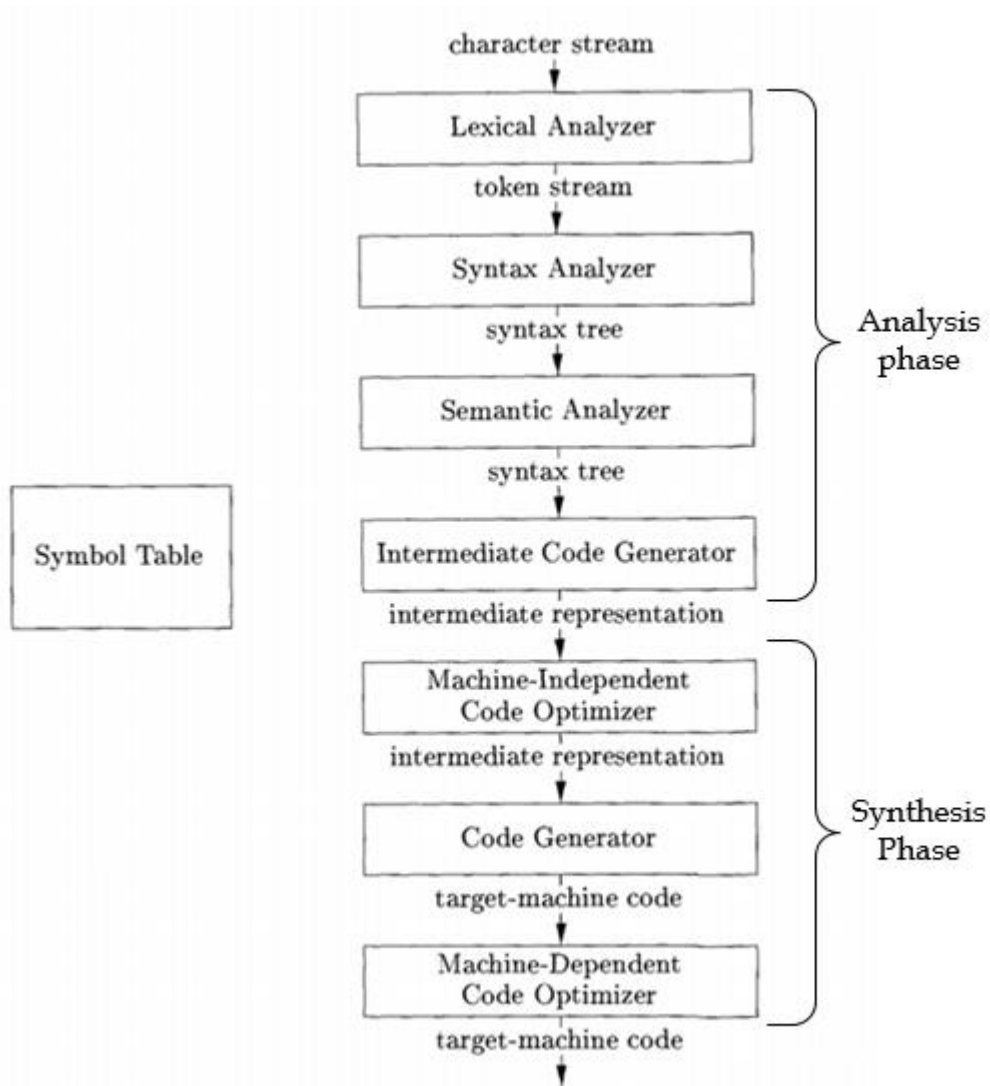 character stream
Lexical Analyzer
token stream
Syntax Analyzer
syntax tree
Semantic Analyzer
syntax tree
Intermediate Code Generator
intermediate representation
Machine-Independent
Code Optimizer
intermediate representation
Code Generator
target-machine code
Machine-Dependent
Code Optimizer
target-machine code
Symbol Table
Analysis
phase
Synthesis
Phase